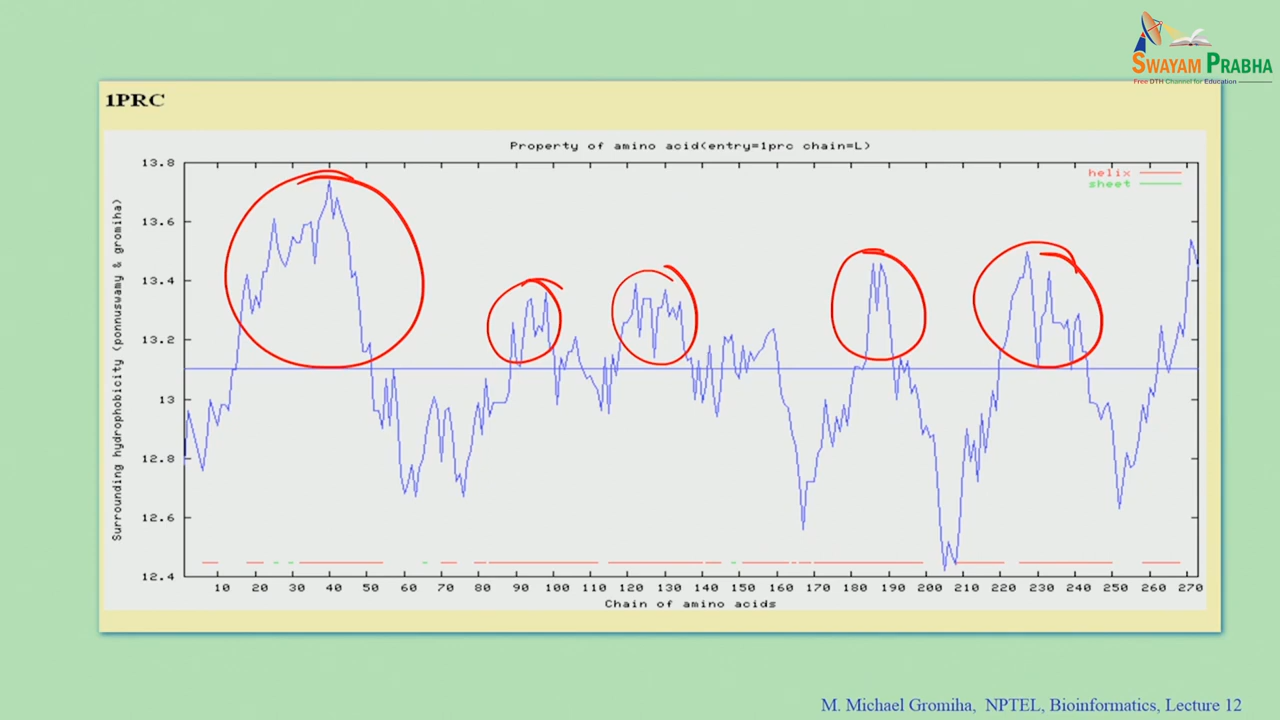 SWAYAM PRABHA
Free DTH Channel for Education
1PRC
Property of amino acid(entry=1prc chain=L)
helix
sheet
Surrounding hydrophobicity (ponnuswamy & gromiha)
13.8
13.6
13.4
13.2
13
12.8
12.6
12.4
10 20 30 40 50 60 70 80 90 100 110 120 130 140 150 160 170 180 190 200 210 220 230 240 250 260 270
Chain of amino acids
M. Michael Gromiha, NPTEL, Bioinformatics, Lecture 12